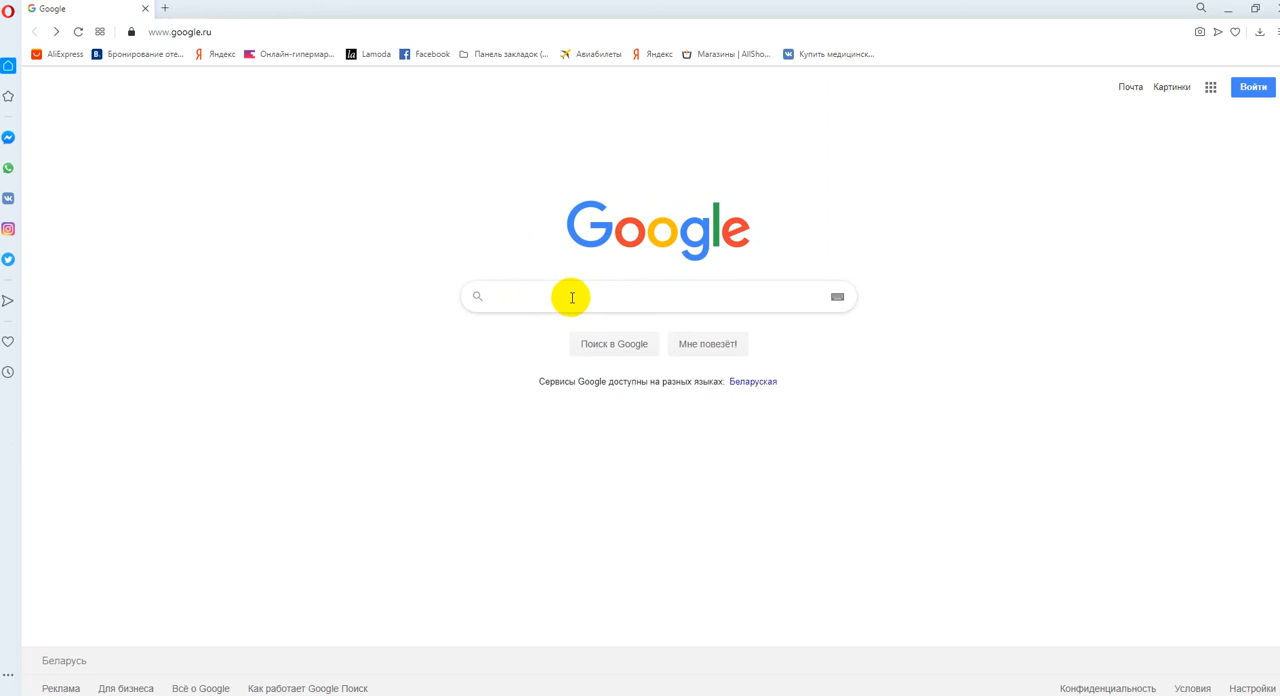 Google
www.google.ru
AliExpress Бронирование оте... Яндекс Онлайн-гипермар... Lamoda Facebook Панель закладок (... Авиабилеты Яндекс Магазины | AllSho... Купить медицинск...
Почта Картинки Войти
Google
Поиск в Google Мне повезёт!
Сервисы Google доступны на разных языках: Беларуская
Беларусь
Реклама Для бизнеса Всё о Google Как работает Google Поиск Конфиденциальность Условия Настройки